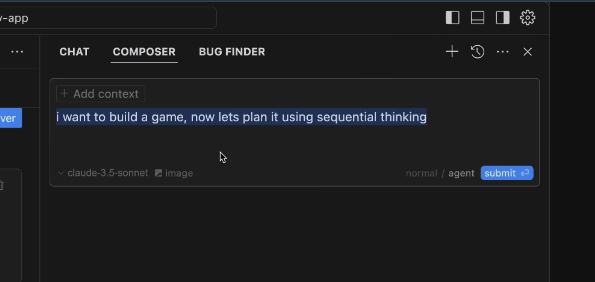 -app
CHAT COMPOSER BUG FINDER
+ Add context
ver
i want to build a game, now lets plan it using sequential thinking
claude-3.5-sonnet image normal / agent submit